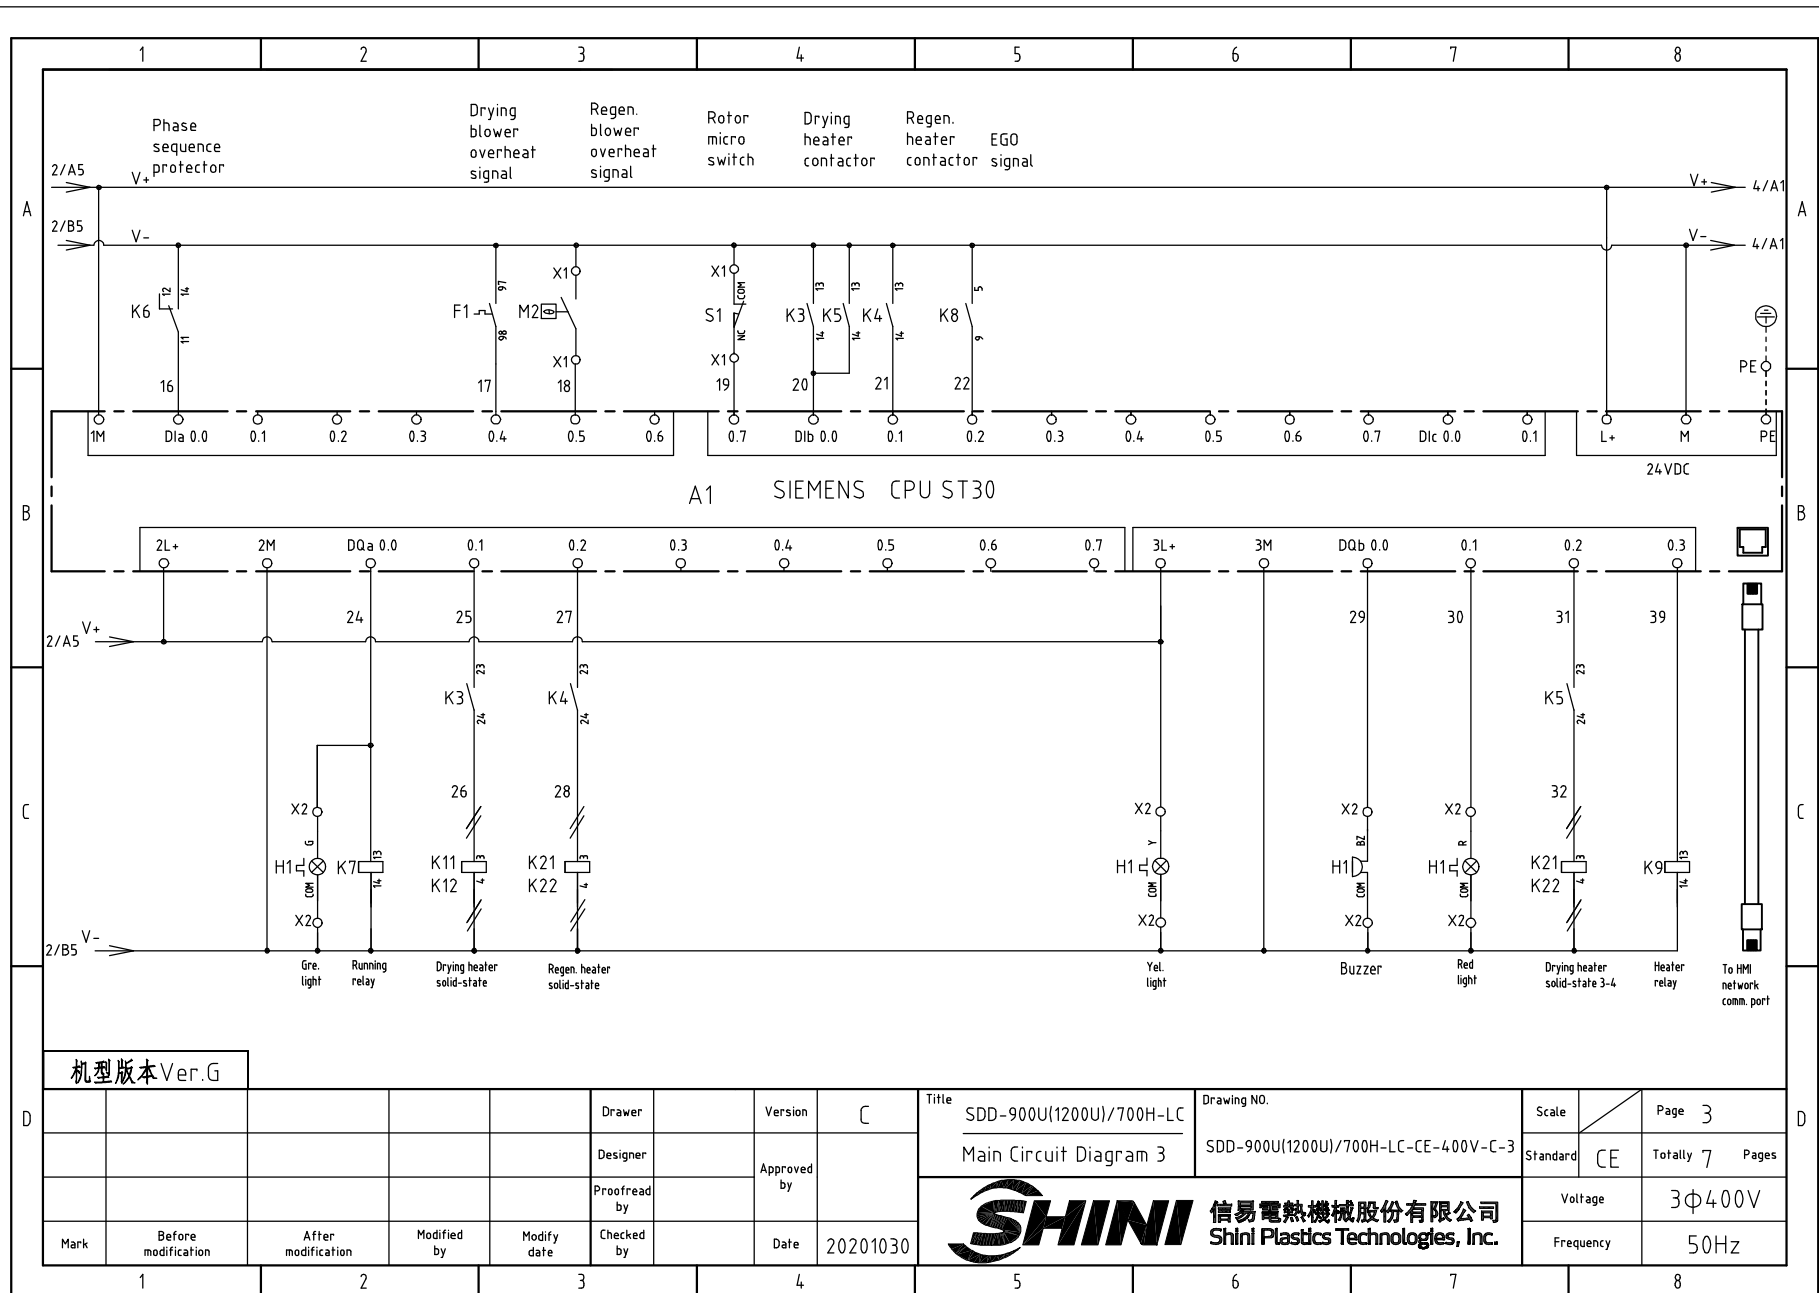 1 2 3 4 5 6 7 8
Phase
sequence
protector
Drying
blower
overheat
signal
Regen.
blower
overheat
signal
Rotor
micro
switch
Drying
heater
contactor
Regen.
heater
contactor
EGO
signal
2/A5 V+ V+ 4/A1
A A
2/B5 V- V- 4/A1
K6 12 14 11
F1 97 98
X1 M2 X1
X1 S1 COM NC X1
K3 13 14
K5 13 14
K4 13 14
K8 5 9
PE
16 17 18 19 20 21 22
1M DIa 0.0 0.1 0.2 0.3 0.4 0.5 0.6 0.7 DIb 0.0 0.1 0.2 0.3 0.4 0.5 0.6 0.7 DIc 0.0 0.1 L+ M PE
24VDC
A1 SIEMENS CPU ST30
B B
2L+ 2M DQa 0.0 0.1 0.2 0.3 0.4 0.5 0.6 0.7 3L+ 3M DQb 0.0 0.1 0.2 0.3
24 25 27 29 30 31 39
2/A5 V+
K3 23 24
K4 23 24
K5 23 24
26 28 32
C C
X2 H1 G COM X2
K7 13 14
K11 3
K12 4
K21 3
K22 4
X2 H1 Y COM X2
X2 H1 BZ COM X2
X2 H1 R COM X2
K21 3
K22 4
K9 13 14
2/B5 V-
Gre.
light
Running
relay
Drying heater
solid-state
Regen. heater
solid-state
Yel.
light
Buzzer
Red
light
Drying heater
solid-state 3-4
Heater
relay
To HMI
network
comm. port
机型版本Ver.G
D D
Mark
Before
modification
After
modification
Modified
by
Modify
date
Drawer
Designer
Proofread
by
Checked
by
Version C
Approved
by
Date 20201030
Title
SDD-900U(1200U)/700H-LC
Main Circuit Diagram 3
Drawing NO.
SDD-900U(1200U)/700H-LC-CE-400V-C-3
Scale
Page 3
Standard CE
Totally 7 Pages
Voltage 3Φ400V
Frequency 50Hz
SHINI
信易電熱機械股份有限公司
Shini Plastics Technologies, Inc.
1 2 3 4 5 6 7 8